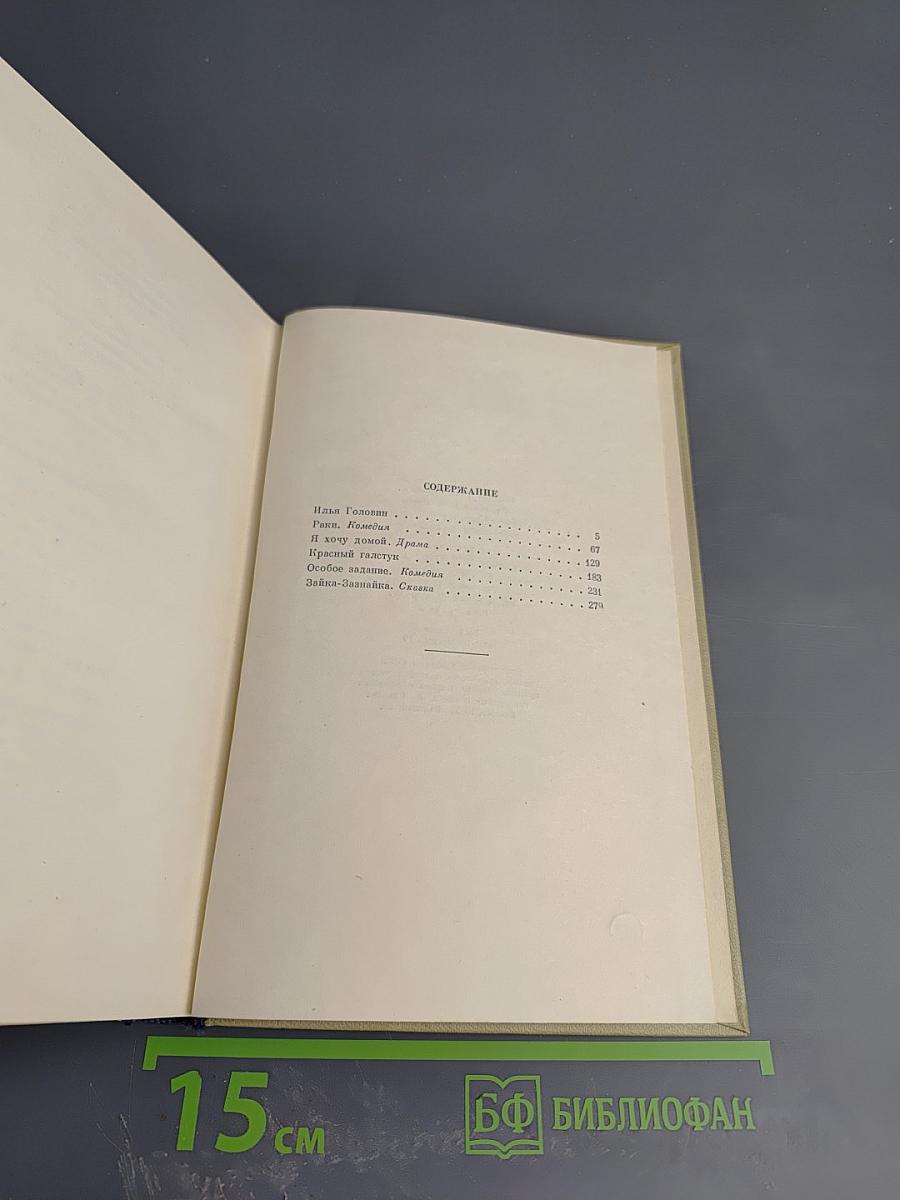 СОДЕРЖАНИЕ
Илья Головин . . . . . . . . . . . . . . . 5
Раки. Комедия . . . . . . . . . . . . . . 67
Я хочу домой. Драма . . . . . . . . . . . 129
Красный галстук . . . . . . . . . . . . . 183
Особое задание. Комедия . . . . . . . . . . 231
Зайка-Зазнайка. Сказка . . . . . . . . . . . 279
15 см
БФ БИБЛИОФАН